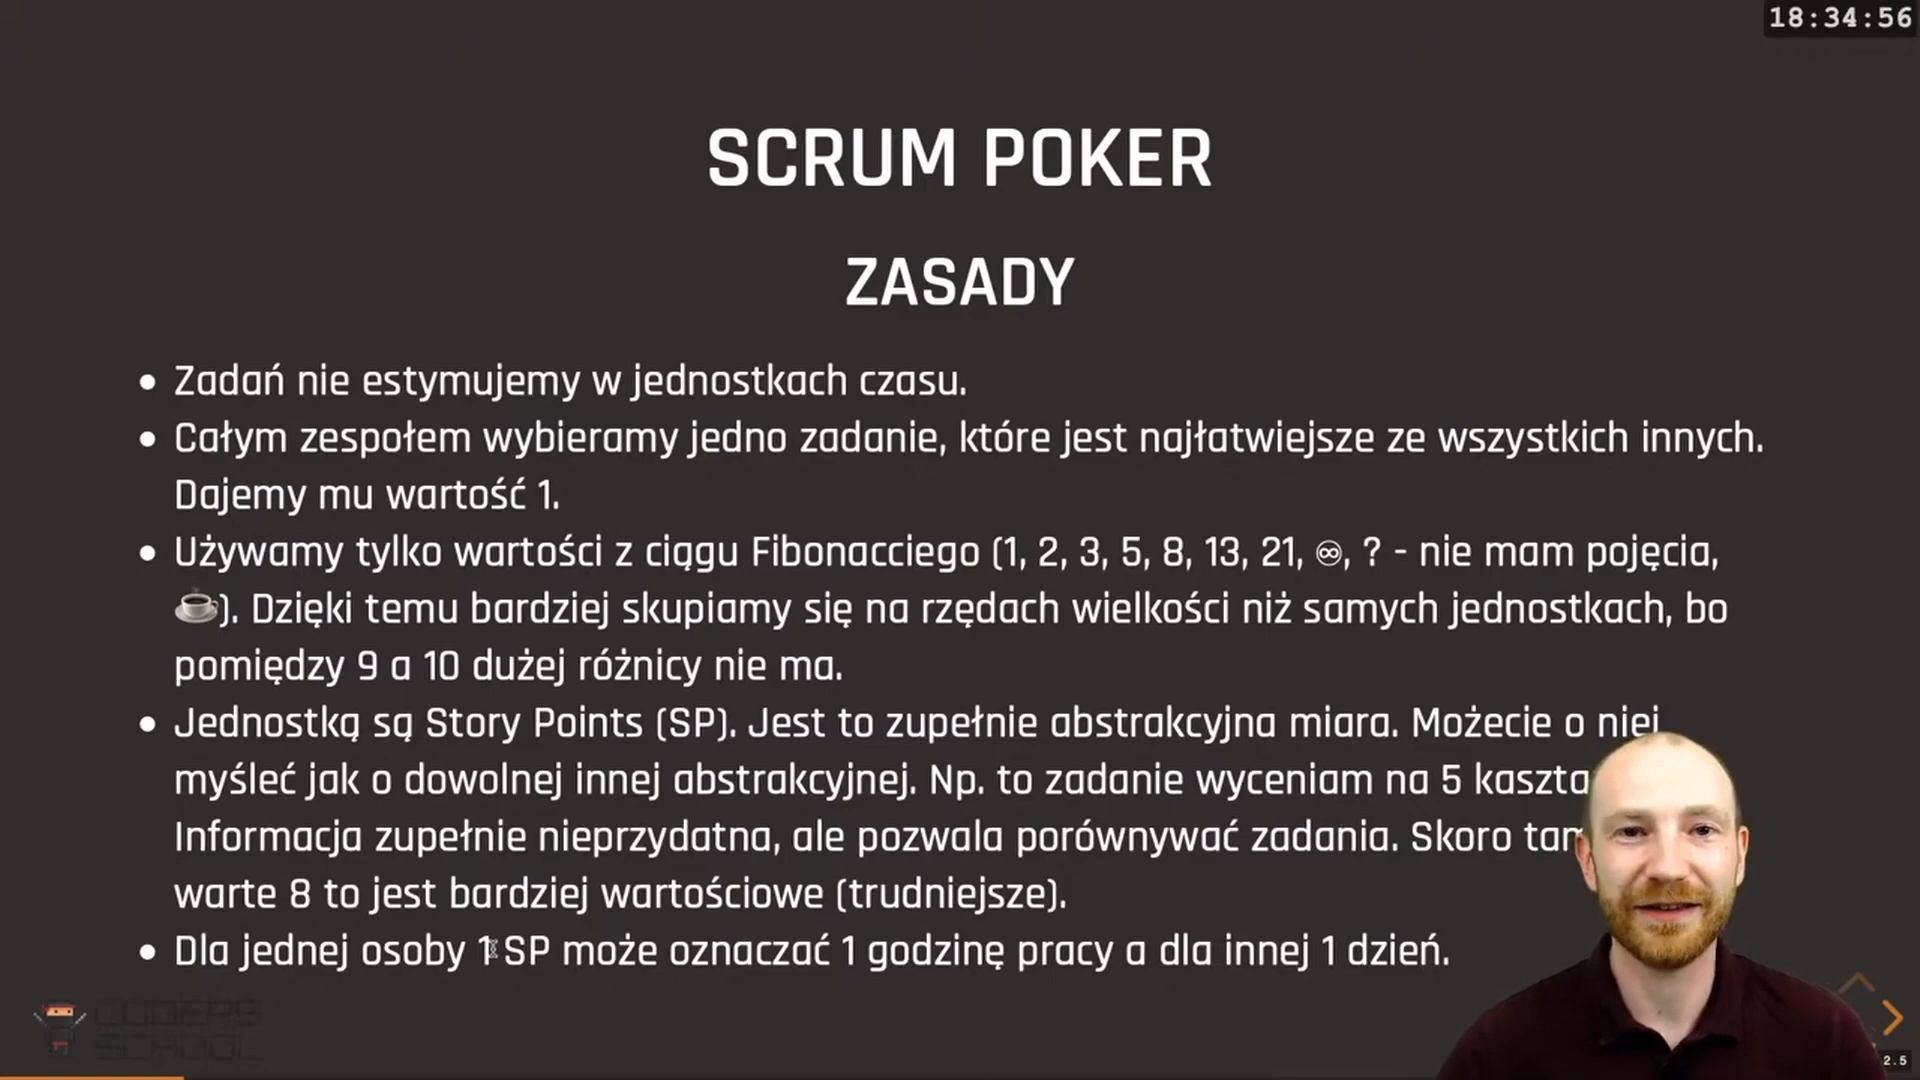 18:34:56
SCRUM POKER
ZASADY
• Zadań nie estymujemy w jednostkach czasu.
• Całym zespołem wybieramy jedno zadanie, które jest najłatwiejsze ze wszystkich innych.
Dajemy mu wartość 1.
• Używamy tylko wartości z ciągu Fibonacciego (1, 2, 3, 5, 8, 13, 21, ♾, ? - nie mam pojęcia,
☕). Dzięki temu bardziej skupiamy się na rzędach wielkości niż samych jednostkach, bo
pomiędzy 9 a 10 dużej różnicy nie ma.
• Jednostką są Story Points (SP). Jest to zupełnie abstrakcyjna miara. Możecie o niej
myśleć jak o dowolnej innej abstrakcyjnej. Np. to zadanie wyceniam na 5
Informacja zupełnie nieprzydatna, ale pozwala porównywać zadania. Skoro
warte 8 to jest bardziej wartościowe (trudniejsze).
• Dla jednej osoby 1 SP może oznaczać 1 godzinę pracy a dla innej 1 dzień.
CODERS
SCHOOL
2.5